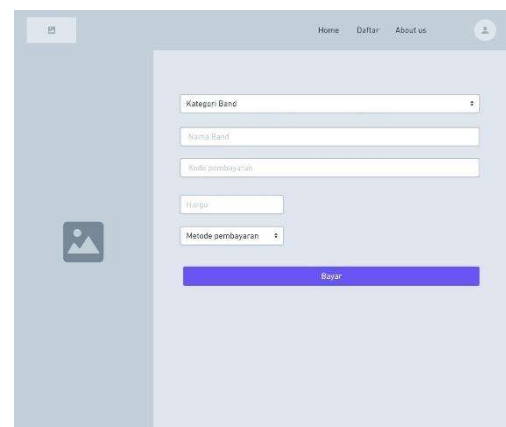 Home Daftar About us
Kategori Band
Nama Band
Kode pembayaran
Harga
Metode pembayaran
Bayar